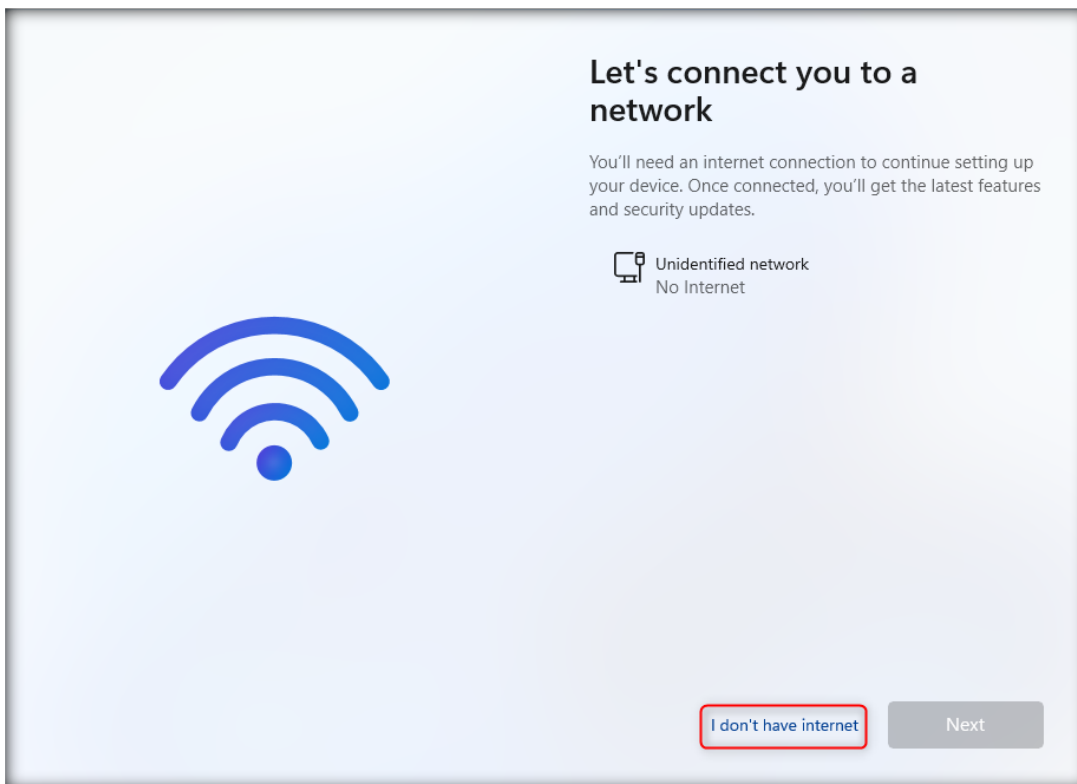 Let's connect you to a
network
You’ll need an internet connection to continue setting up
your device. Once connected, you’ll get the latest features
and security updates.
Unidentified network
No Internet
I don't have internet
Next